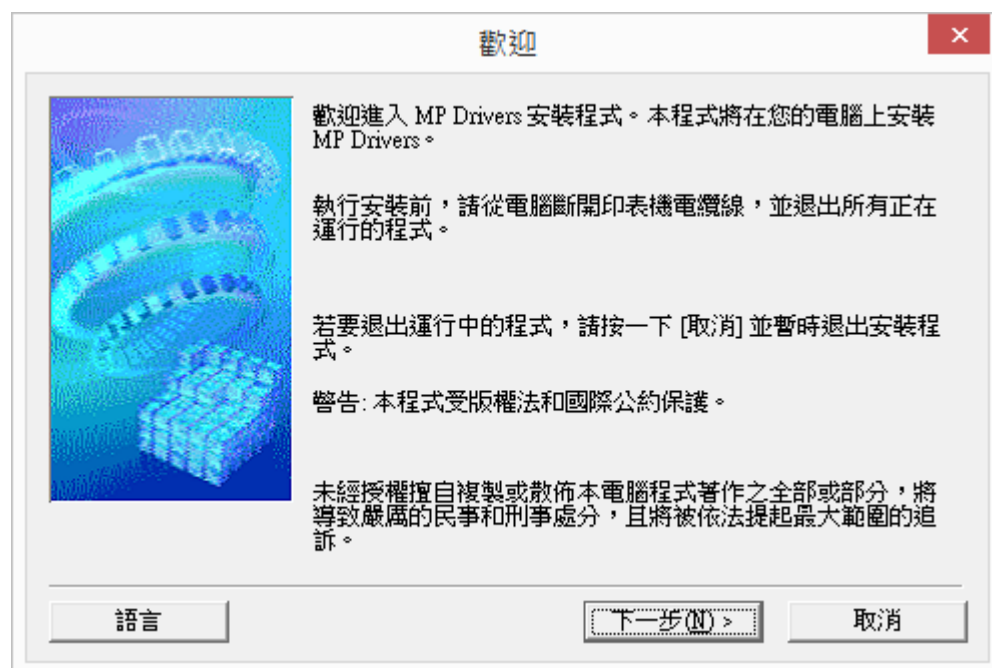 歡迎
歡迎進入 MP Drivers 安裝程式。本程式將在您的電腦上安裝
MP Drivers。
執行安裝前，請從電腦斷開印表機電纜線，並退出所有正在
運行的程式。
若要退出運行中的程式，請按一下 [取消] 並暫時退出安裝程
式。
警告: 本程式受版權法和國際公約保護。
未經授權擅自複製或散佈本電腦程式著作之全部或部分，將
導致嚴厲的民事和刑事處分，且將被依法提起最大範圍的追
訴。
語言
下一步(N) >
取消